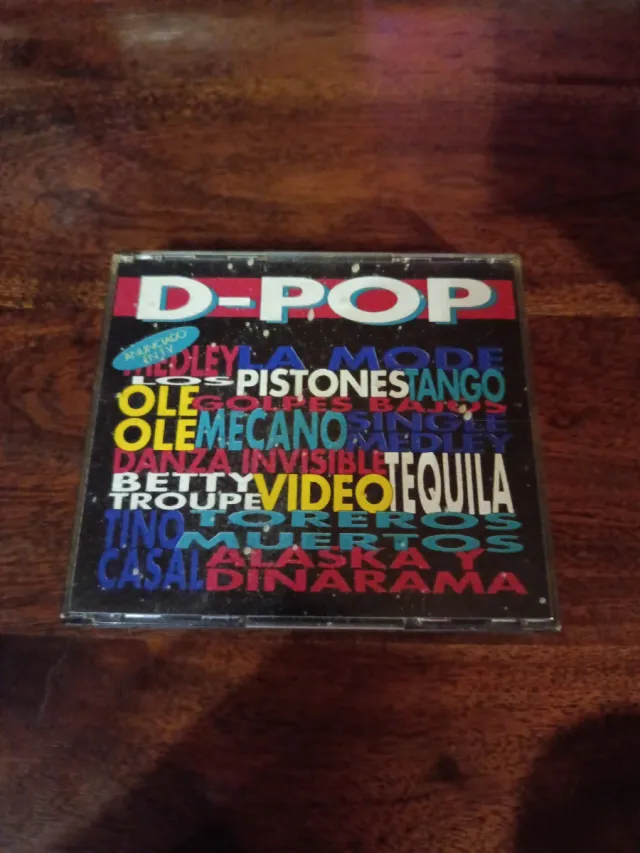 D-POP
ANUNCIADO
EN T.V.
MEDLEY LA MODE
LOS PISTONES TANGO
OLE GOLPES BAJOS
OLE MECANO SINGLE
MEDLEY
DANZA INVISIBLE TEQUILA
BETTY
TROUPE VIDEO
TINO TOREROS
MUERTOS
CASAL ALASKA Y
DINARAMA